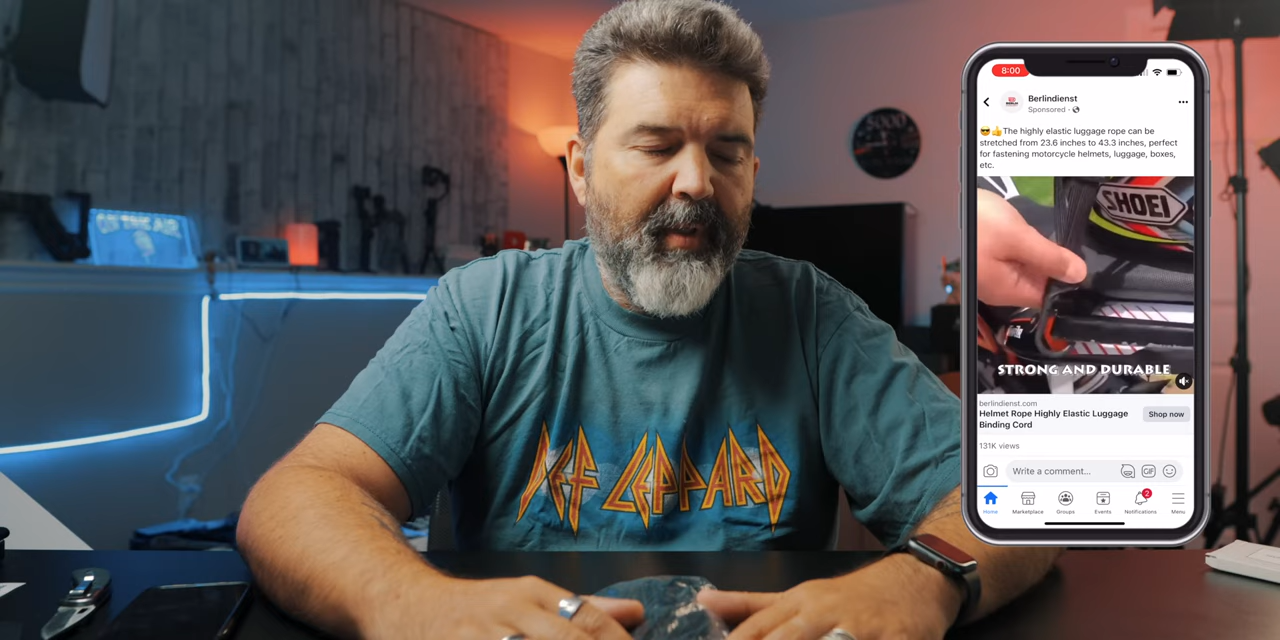 ON THE AIR
DEF LEPPARD
8:00
Berlindienst
Sponsored ·
😎👍The highly elastic luggage rope can be
stretched from 23.6 inches to 43.3 inches, perfect
for fastening motorcycle helmets, luggage, boxes,
etc.
SHOEI
STRONG AND DURABLE
berlindienst.com
Helmet Rope Highly Elastic Luggage
Binding Cord
Shop now
131K views
Write a comment...
GIF
2
Home
Marketplace
Groups
Events
Notifications
Menu